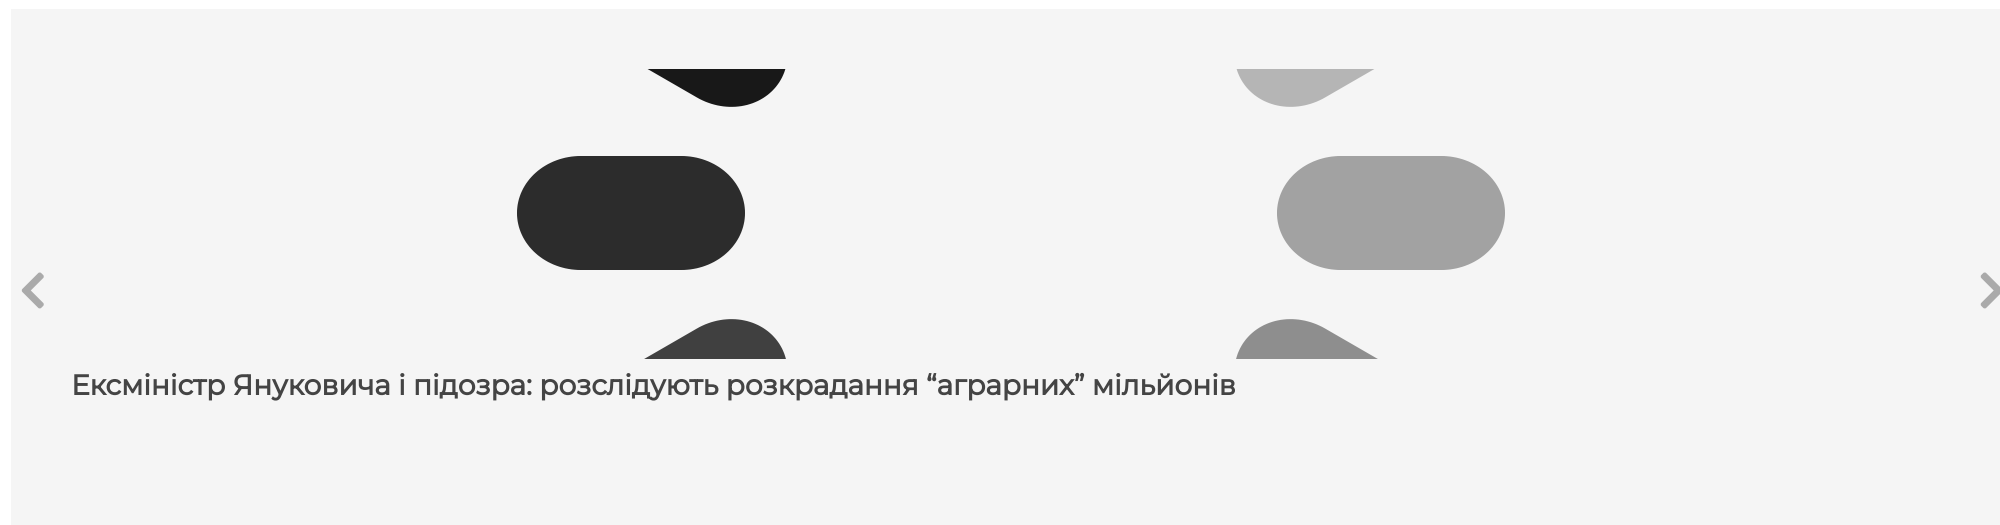 Ексміністр Януковича і підозра: розслідують розкрадання “аграрних” мільйонів